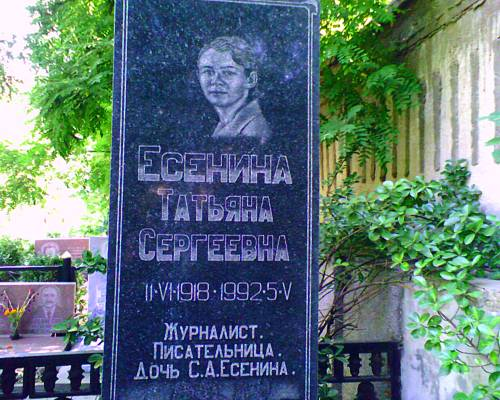 Есенина
Татьяна
Сергеевна
11·VI·1918 · 1992·5·V
Журналист.
Писательница.
Дочь С.А.Есенина.